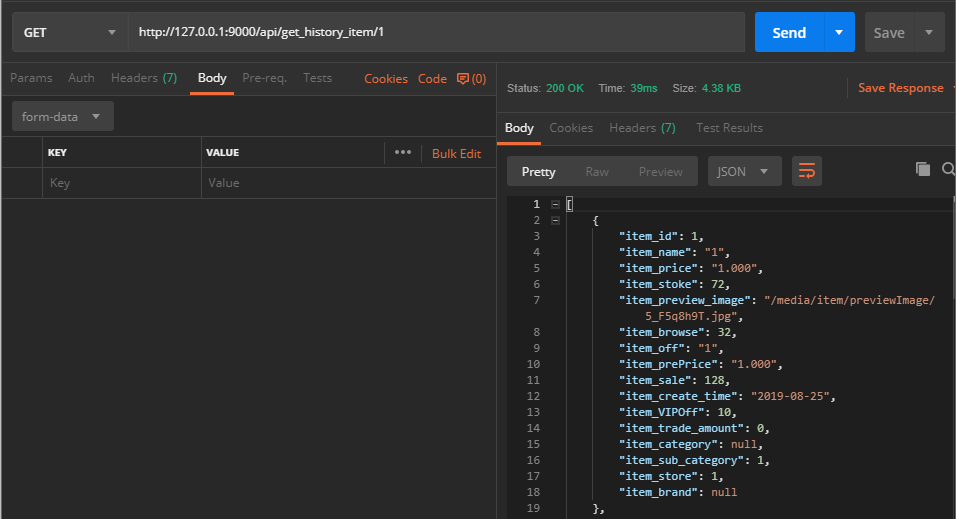 GET http://127.0.0.1:9000/api/get_history_item/1 Send Save
Params Auth Headers (7) Body Pre-req. Tests Cookies Code (0)
form-data
KEY VALUE ••• Bulk Edit
Key Value
Status: 200 OK Time: 39ms Size: 4.38 KB Save Response
Body Cookies Headers (7) Test Results
Pretty Raw Preview JSON
1 [
2 {
3 "item_id": 1,
4 "item_name": "1",
5 "item_price": "1.000",
6 "item_stoke": 72,
7 "item_preview_image": "/media/item/previewImage/
5_F5q8h9T.jpg",
8 "item_browse": 32,
9 "item_off": "1",
10 "item_prePrice": "1.000",
11 "item_sale": 128,
12 "item_create_time": "2019-08-25",
13 "item_VIPOff": 10,
14 "item_trade_amount": 0,
15 "item_category": null,
16 "item_sub_category": 1,
17 "item_store": 1,
18 "item_brand": null
19 },